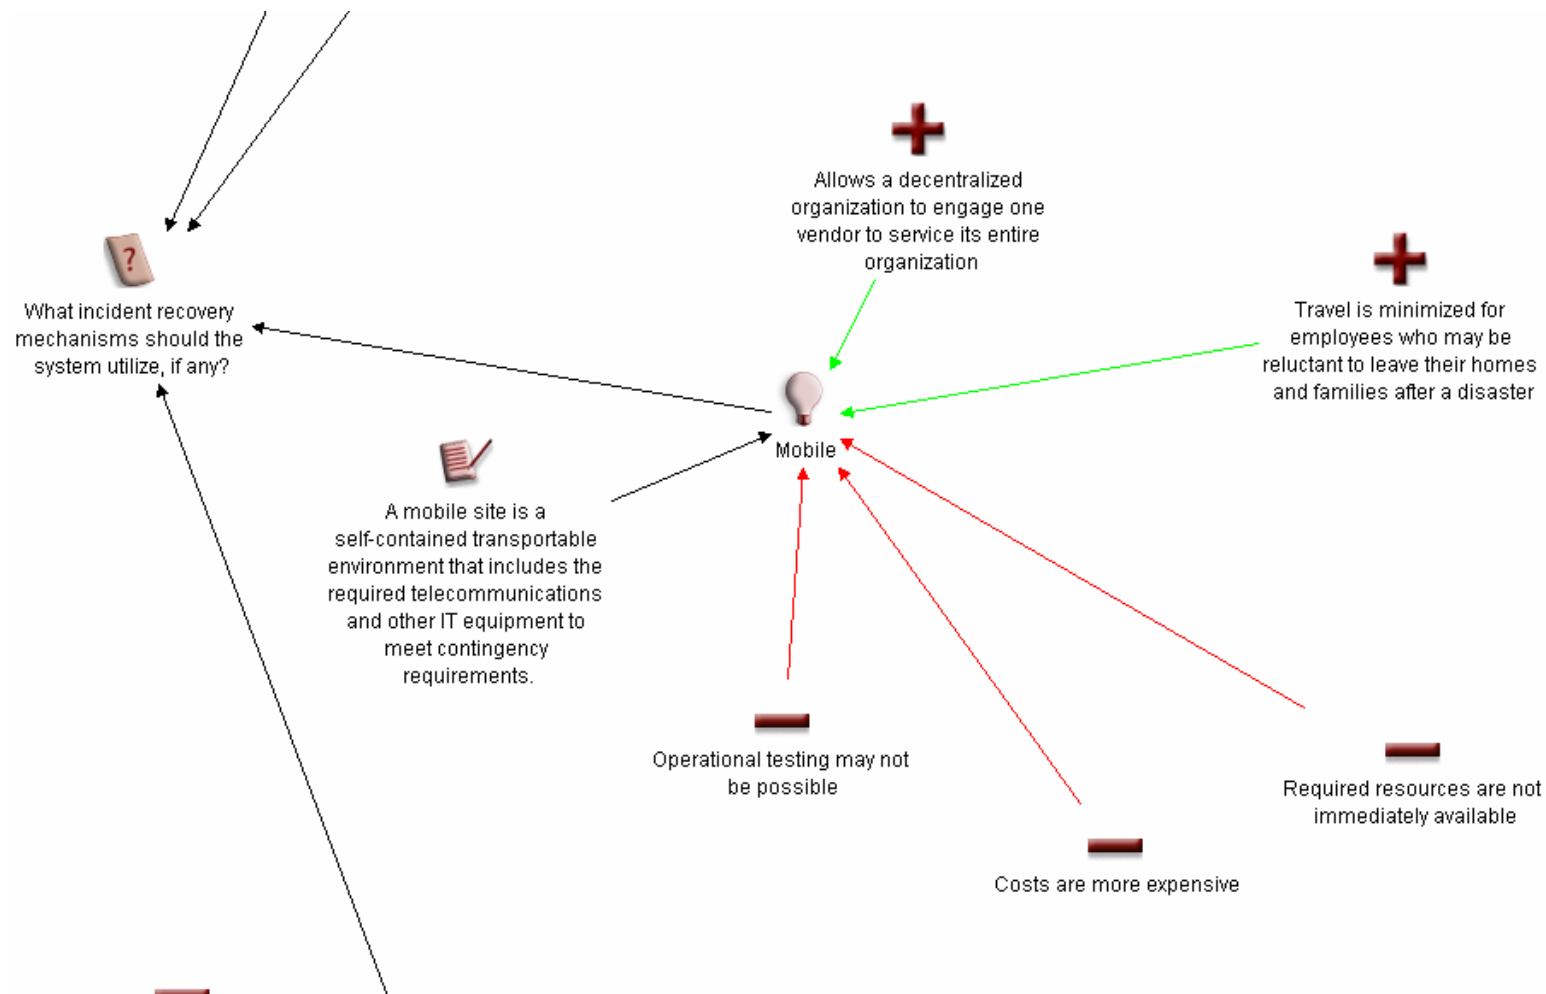 Allows a decentralized
organization to engage one
vendor to service its entire
organization
?
What incident recovery
mechanisms should the
system utilize, if any?
Travel is minimized for
employees who may be
reluctant to leave their homes
and families after a disaster
Mobile
A mobile site is a
self-contained transportable
environment that includes the
required telecommunications
and other IT equipment to
meet contingency
requirements.
Operational testing may not
be possible
Required resources are not
immediately available
Costs are more expensive